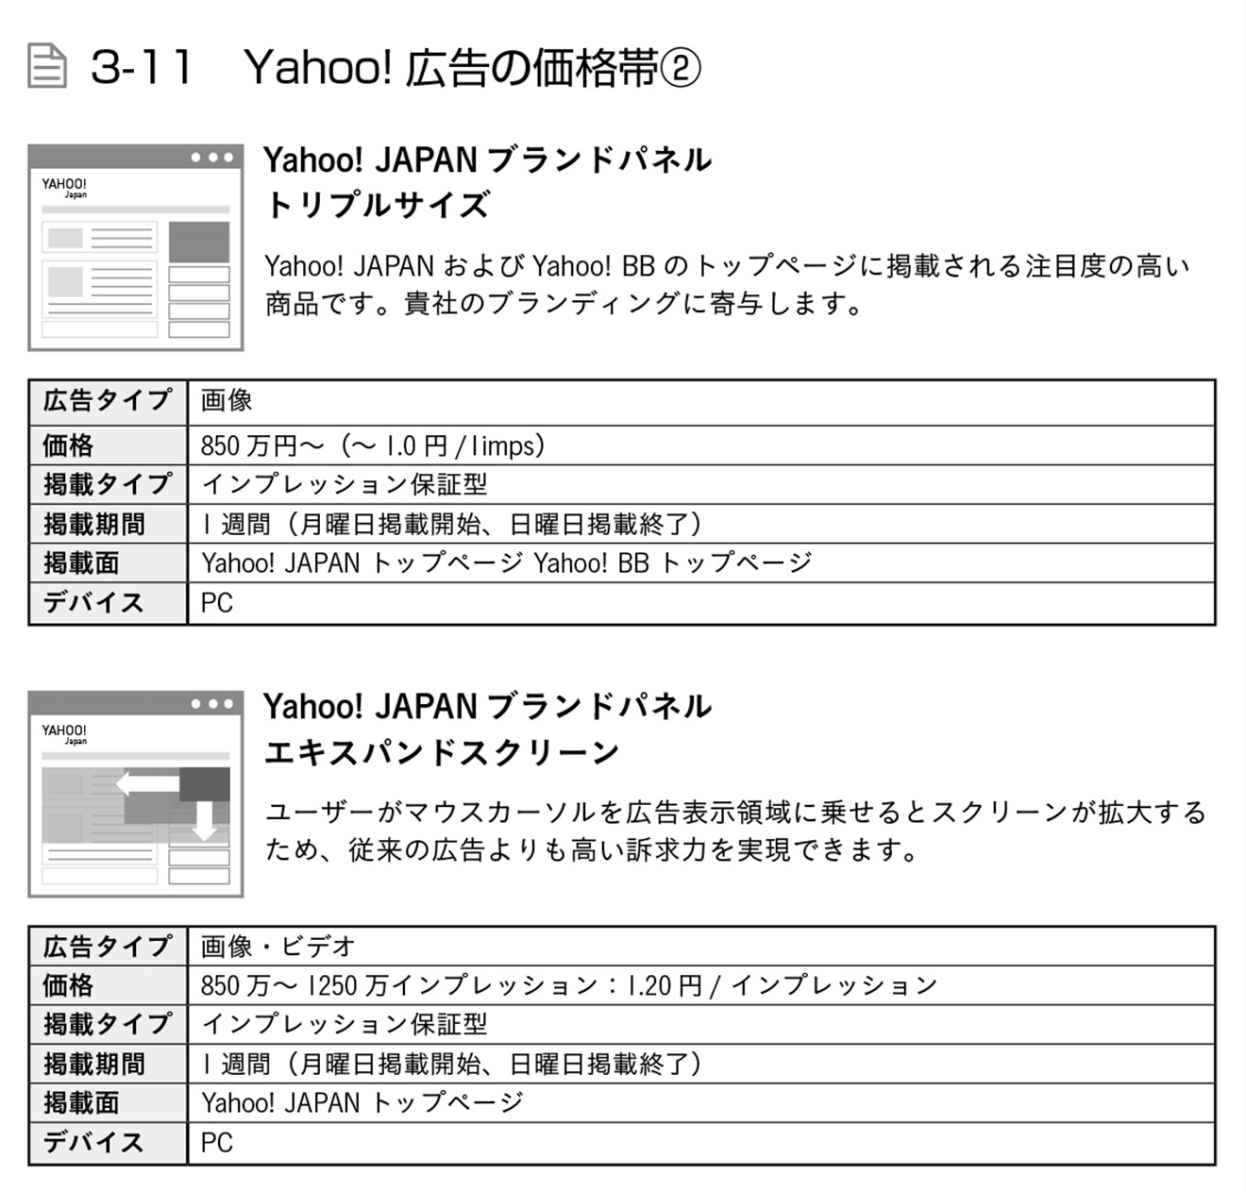 3-11 Yahoo! 広告の価格帯②
YAHOO!
Japan
Yahoo! JAPAN ブランドパネル
トリプルサイズ
Yahoo! JAPAN および Yahoo! BB のトップページに掲載される注目度の高い
商品です。貴社のブランディングに寄与します。
広告タイプ 画像
価格 850 万円〜（〜 1.0 円 /1imps）
掲載タイプ インプレッション保証型
掲載期間 1 週間（月曜日掲載開始、日曜日掲載終了）
掲載面 Yahoo! JAPAN トップページ Yahoo! BB トップページ
デバイス PC
YAHOO!
Japan
Yahoo! JAPAN ブランドパネル
エキスパンドスクリーン
ユーザーがマウスカーソルを広告表示領域に乗せるとスクリーンが拡大する
ため、従来の広告よりも高い訴求力を実現できます。
広告タイプ 画像・ビデオ
価格 850 万〜 1250 万インプレッション：1.20 円 / インプレッション
掲載タイプ インプレッション保証型
掲載期間 1 週間（月曜日掲載開始、日曜日掲載終了）
掲載面 Yahoo! JAPAN トップページ
デバイス PC